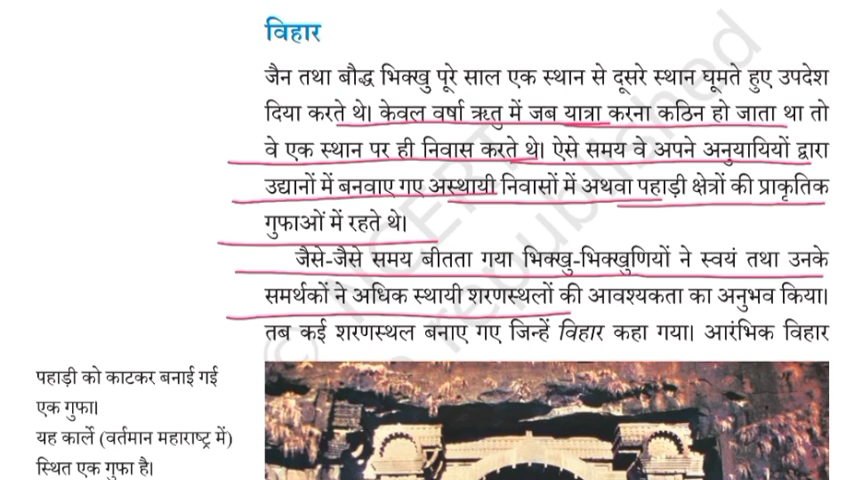 विहार
जैन तथा बौद्ध भिक्खु पूरे साल एक स्थान से दूसरे स्थान घूमते हुए उपदेश
दिया करते थे। केवल वर्षा ऋतु में जब यात्रा करना कठिन हो जाता था तो
वे एक स्थान पर ही निवास करते थे। ऐसे समय वे अपने अनुयायियों द्वारा
उद्यानों में बनवाए गए अस्थायी निवासों में अथवा पहाड़ी क्षेत्रों की प्राकृतिक
गुफाओं में रहते थे।
जैसे-जैसे समय बीतता गया भिक्खु-भिक्खुणियों ने स्वयं तथा उनके
समर्थकों ने अधिक स्थायी शरणस्थलों की आवश्यकता का अनुभव किया।
तब कई शरणस्थल बनाए गए जिन्हें विहार कहा गया। आरंभिक विहार
पहाड़ी को काटकर बनाई गई
एक गुफा।
यह कार्ले (वर्तमान महाराष्ट्र में)
स्थित एक गुफा है।
© NCERT
republished